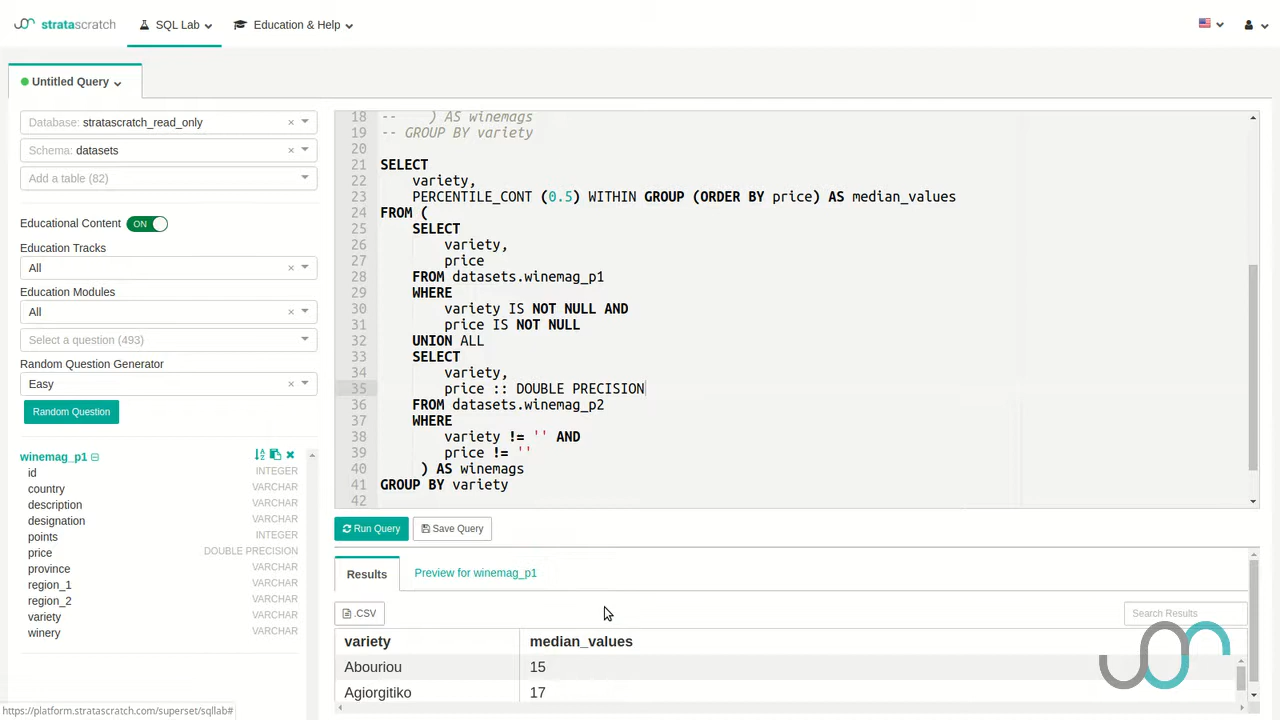 stratascratch
SQL Lab
Education & Help
Untitled Query
Database: stratascratch_read_only
Schema: datasets
Add a table (82)
Educational Content ON
Education Tracks
All
Education Modules
All
Select a question (493)
Random Question Generator
Easy
Random Question
winemag_p1
id INTEGER
country VARCHAR
description VARCHAR
designation VARCHAR
points INTEGER
price DOUBLE PRECISION
province VARCHAR
region_1 VARCHAR
region_2 VARCHAR
variety VARCHAR
winery VARCHAR
18 -- ) AS winemags
19 -- GROUP BY variety
20
21 SELECT
22 variety,
23 PERCENTILE_CONT (0.5) WITHIN GROUP (ORDER BY price) AS median_values
24 FROM (
25 SELECT
26 variety,
27 price
28 FROM datasets.winemag_p1
29 WHERE
30 variety IS NOT NULL AND
31 price IS NOT NULL
32 UNION ALL
33 SELECT
34 variety,
35 price :: DOUBLE PRECISION
36 FROM datasets.winemag_p2
37 WHERE
38 variety != '' AND
39 price != ''
40 ) AS winemags
41 GROUP BY variety
42
Run Query
Save Query
Results
Preview for winemag_p1
.CSV
Search Results
variety median_values
Abouriou 15
Agiorgitiko 17
https://platform.stratascratch.com/superset/sqllab#